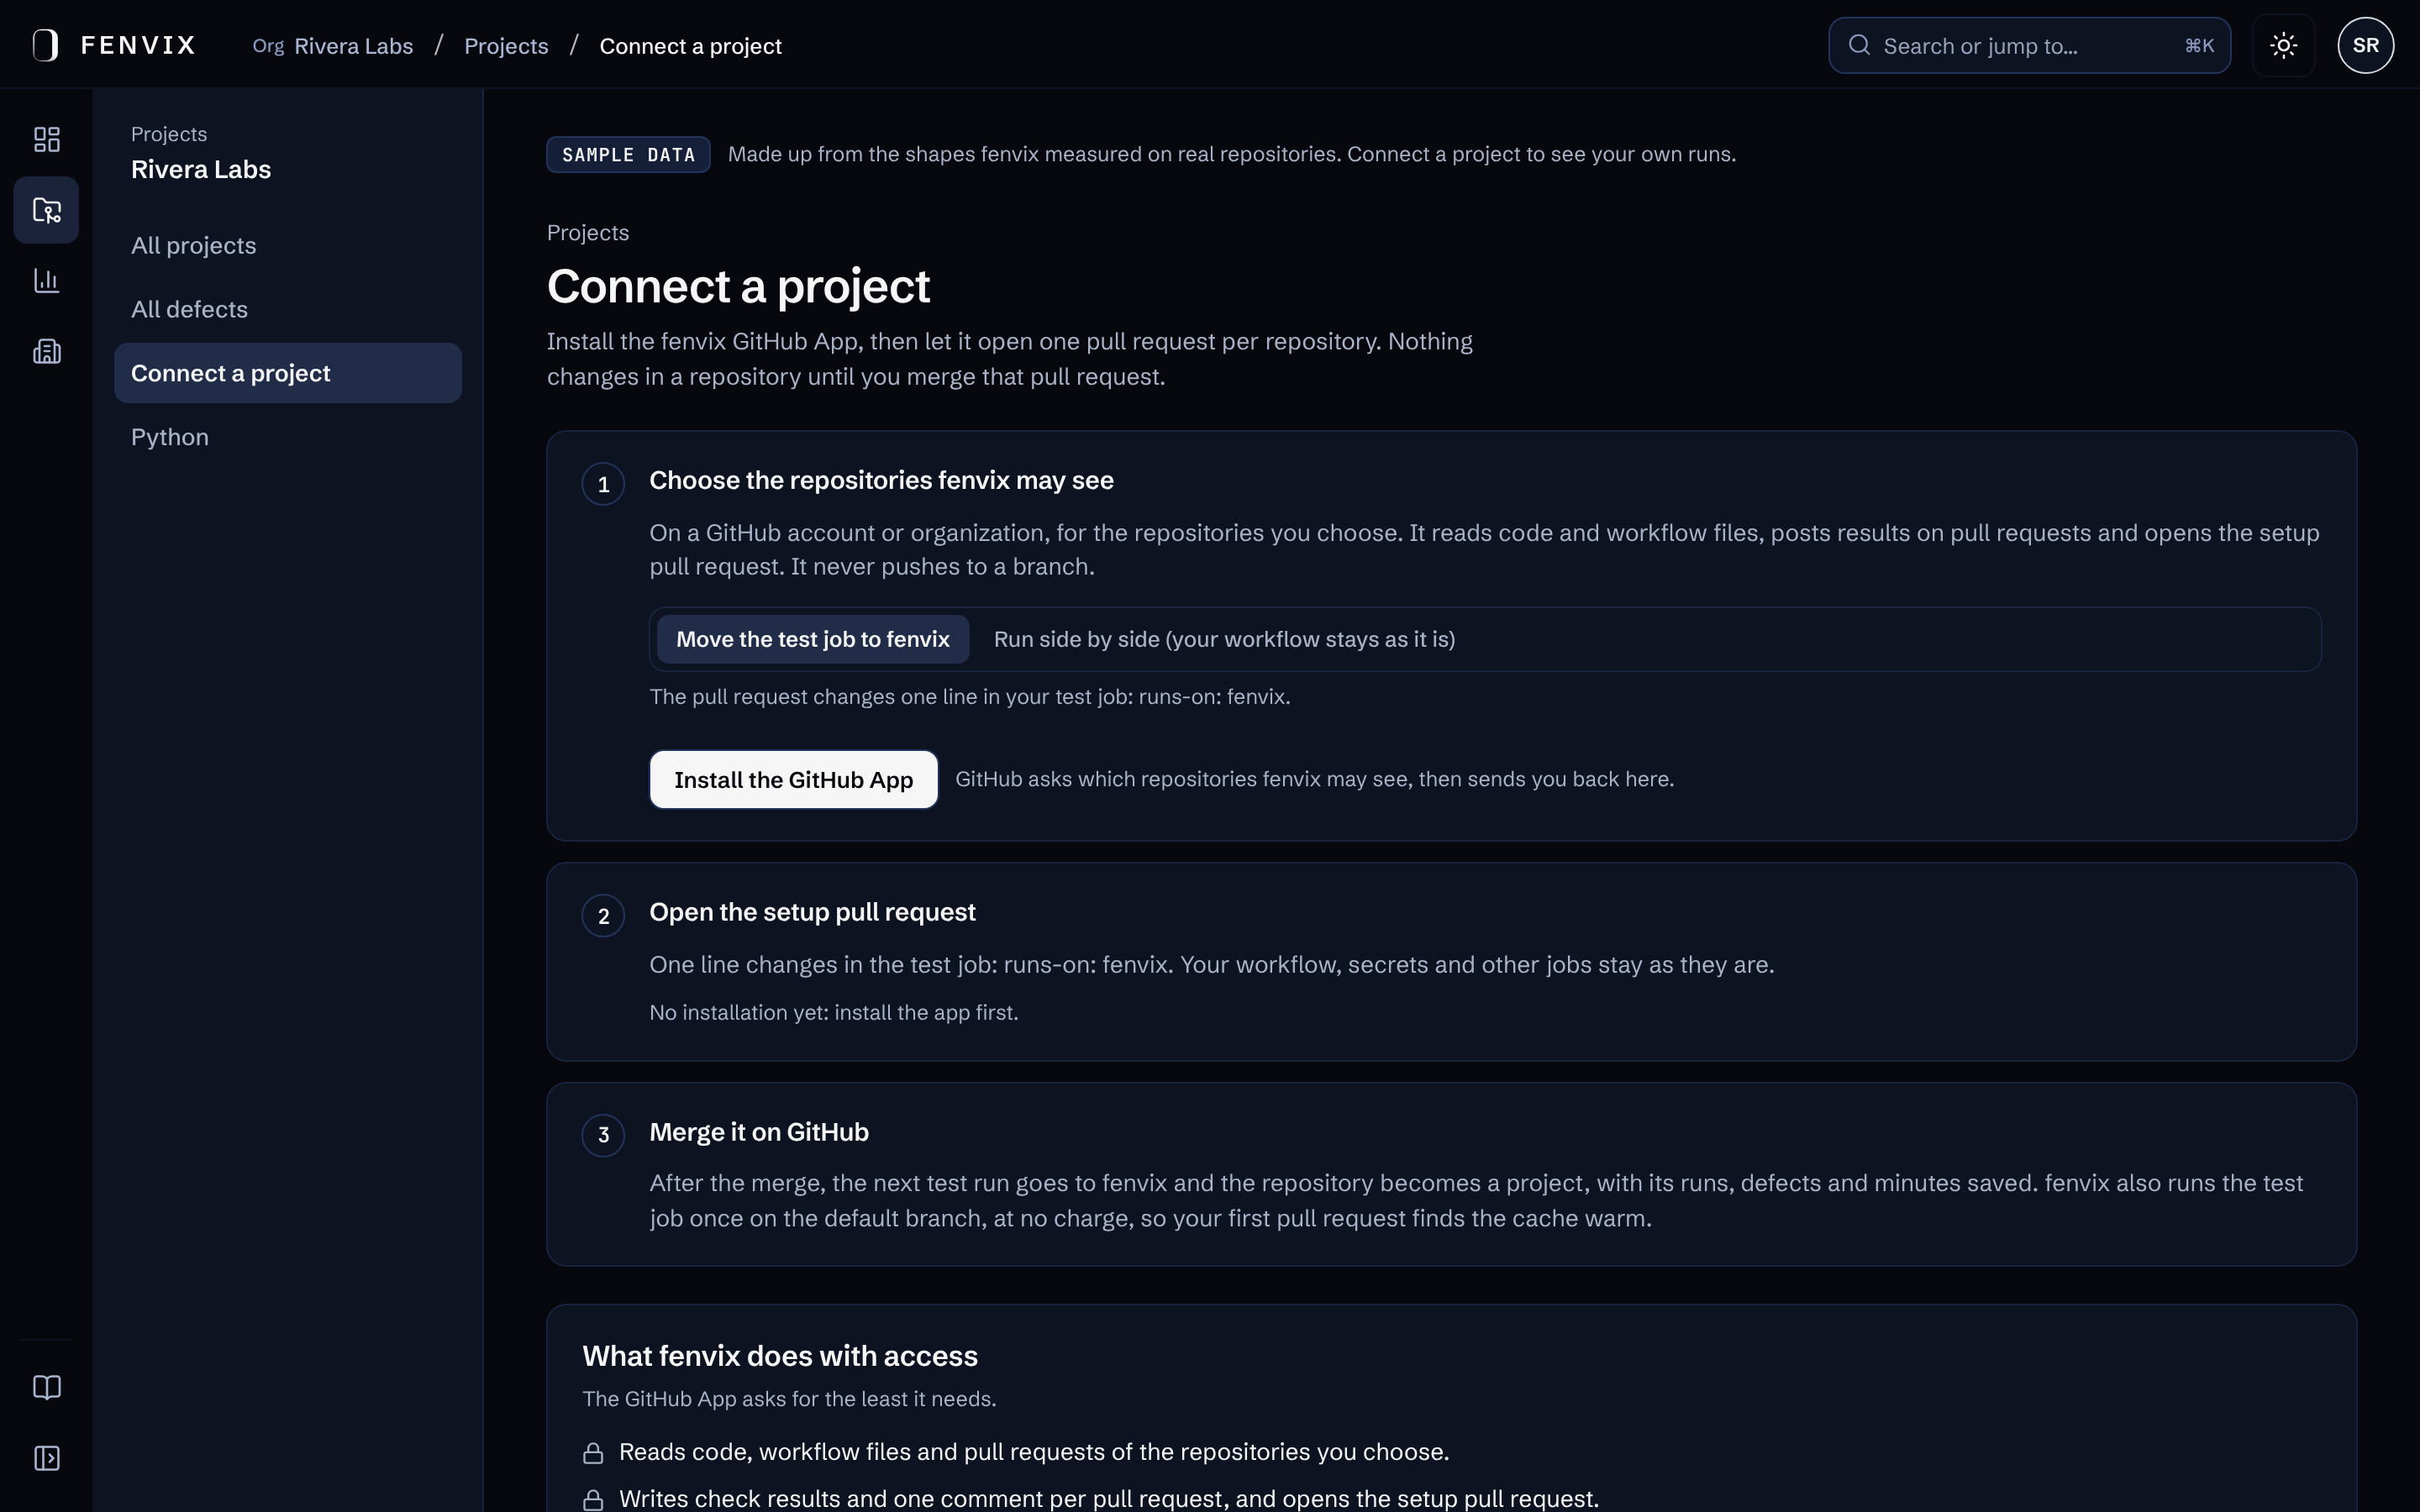 FENVIX
Org Rivera Labs / Projects / Connect a project
Search or jump to... ⌘K
SR
Projects
Rivera Labs
All projects
All defects
Connect a project
Python
SAMPLE DATA Made up from the shapes fenvix measured on real repositories. Connect a project to see your own runs.
Projects
Connect a project
Install the fenvix GitHub App, then let it open one pull request per repository. Nothing
changes in a repository until you merge that pull request.
1 Choose the repositories fenvix may see
On a GitHub account or organization, for the repositories you choose. It reads code and workflow files, posts results on pull requests and opens the setup
pull request. It never pushes to a branch.
Move the test job to fenvix Run side by side (your workflow stays as it is)
The pull request changes one line in your test job: runs-on: fenvix.
Install the GitHub App GitHub asks which repositories fenvix may see, then sends you back here.
2 Open the setup pull request
One line changes in the test job: runs-on: fenvix. Your workflow, secrets and other jobs stay as they are.
No installation yet: install the app first.
3 Merge it on GitHub
After the merge, the next test run goes to fenvix and the repository becomes a project, with its runs, defects and minutes saved. fenvix also runs the test
job once on the default branch, at no charge, so your first pull request finds the cache warm.
What fenvix does with access
The GitHub App asks for the least it needs.
Reads code, workflow files and pull requests of the repositories you choose.
Writes check results and one comment per pull request, and opens the setup pull request.